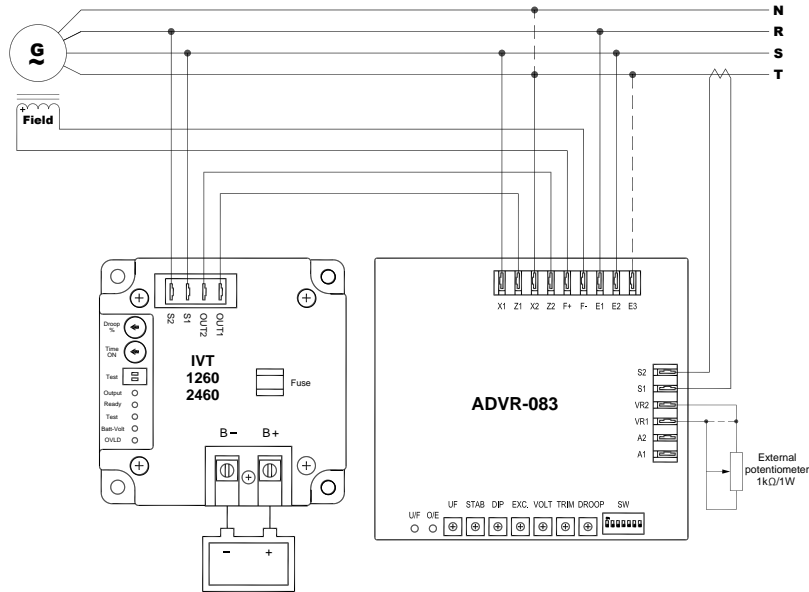 N
R
S
T
G
~
+
Field
S2
S1
OUT2
OUT1
Droop
%
Time
ON
Test
Output
Ready
Test
Batt-Volt
OVLD
IVT
1260
2460
Fuse
B−
B+
−
+
X1
Z1
X2
Z2
F+
F-
E1
E2
E3
ADVR-083
S2
S1
VR2
VR1
A2
A1
External
potentiometer
1kΩ/1W
U/F
O/E
UF
STAB
DIP
EXC.
VOLT
TRIM
DROOP
SW